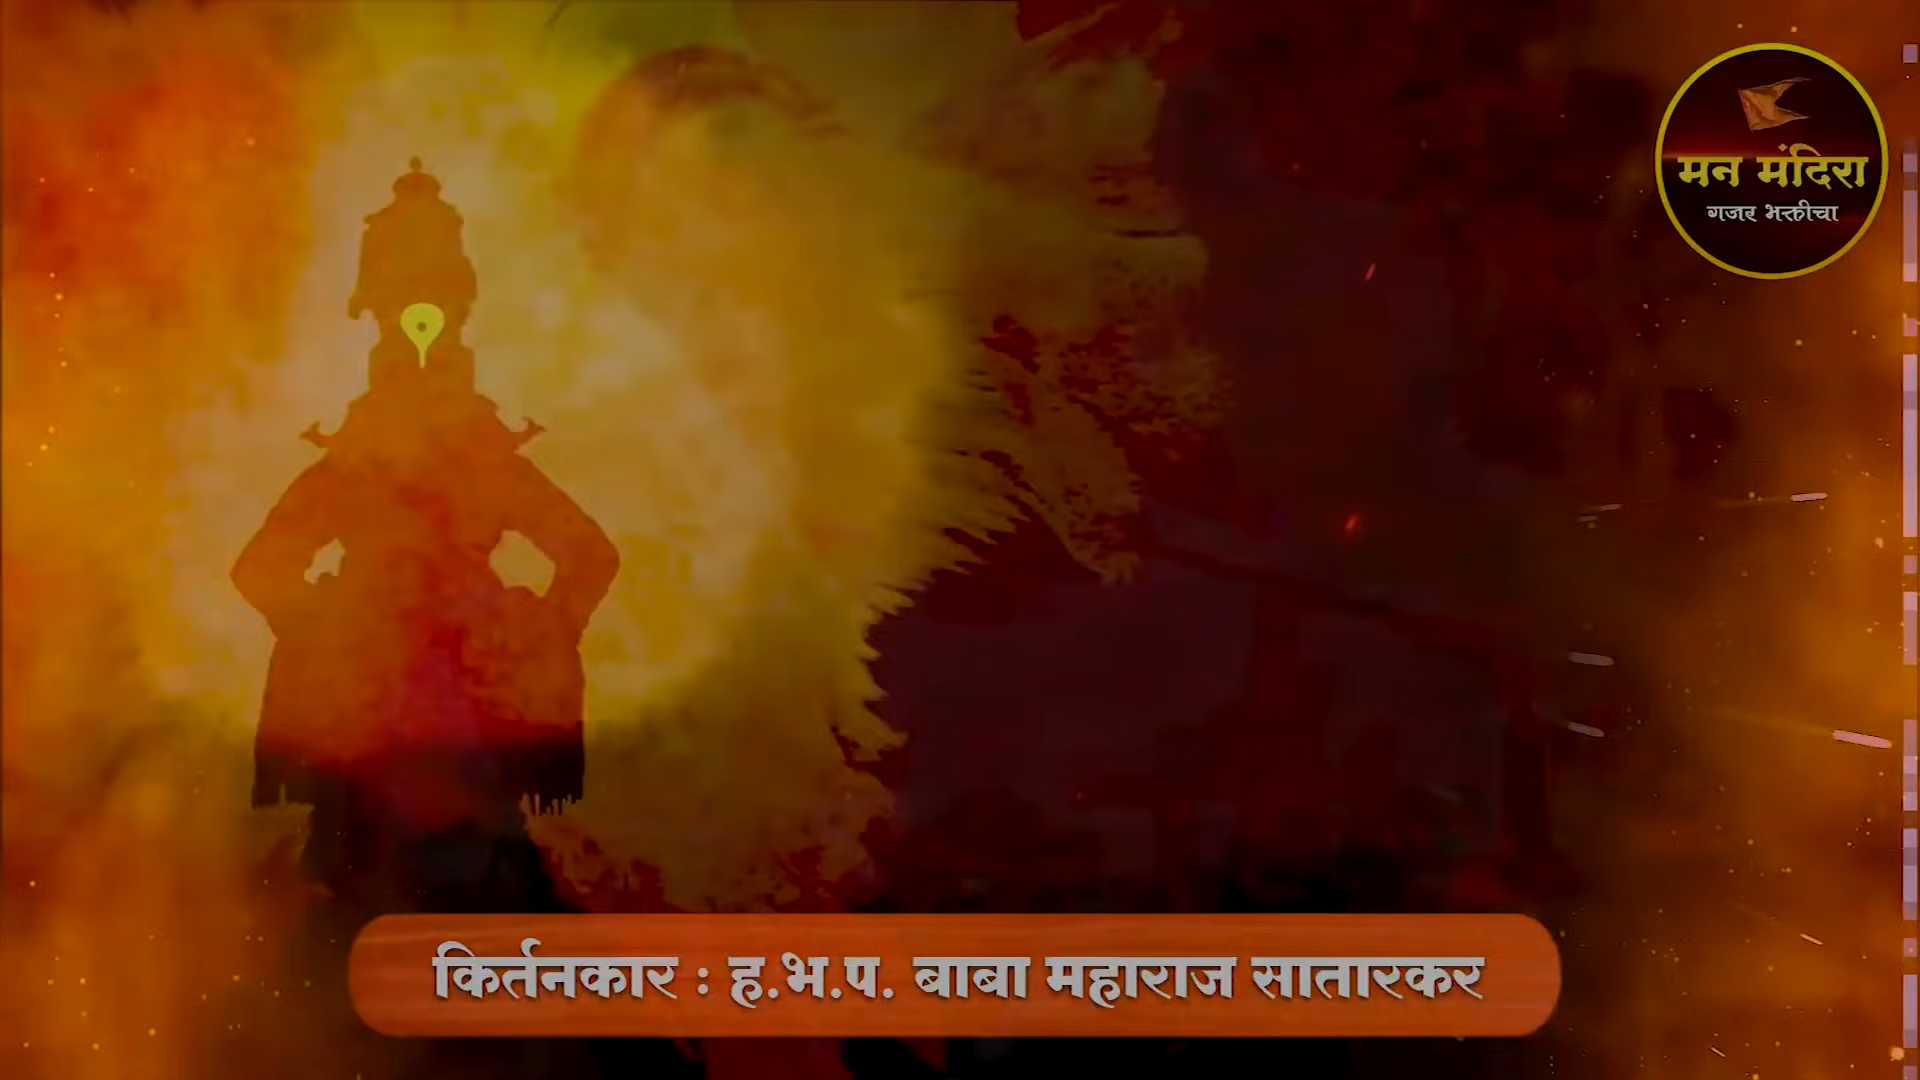 मन मंदिरा
गजर भक्तीचा
किर्तनकार : ह.भ.प. बाबा महाराज सातारकर